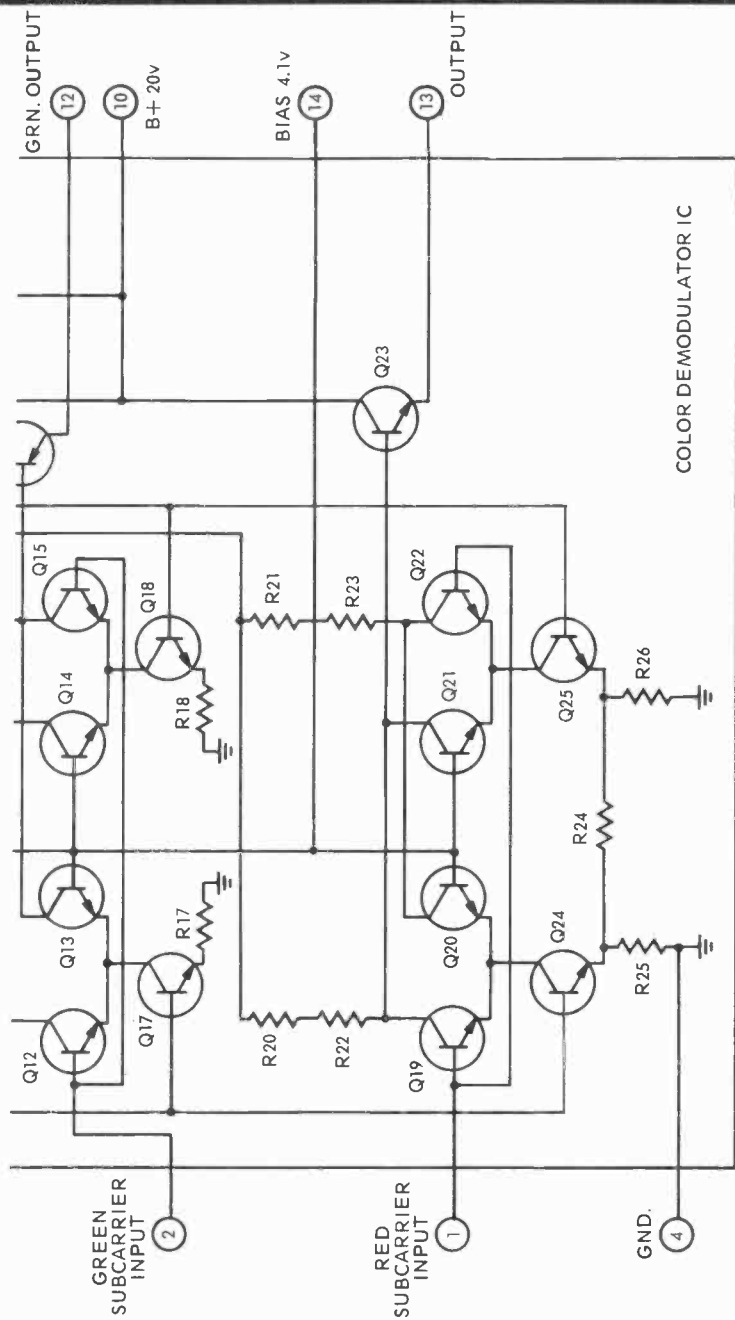 GRN. OUTPUT
12
10
B+ 20v
BIAS 4.1v
14
13
OUTPUT
Q23
COLOR DEMODULATOR IC
Q15
Q18
R21
R23
Q22
Q14
R18
Q21
Q25
R26
R24
Q13
R17
Q20
Q24
R25
Q12
Q17
R20
R22
Q19
GREEN
SUBCARRIER
INPUT
2
RED
SUBCARRIER
INPUT
1
GND.
4